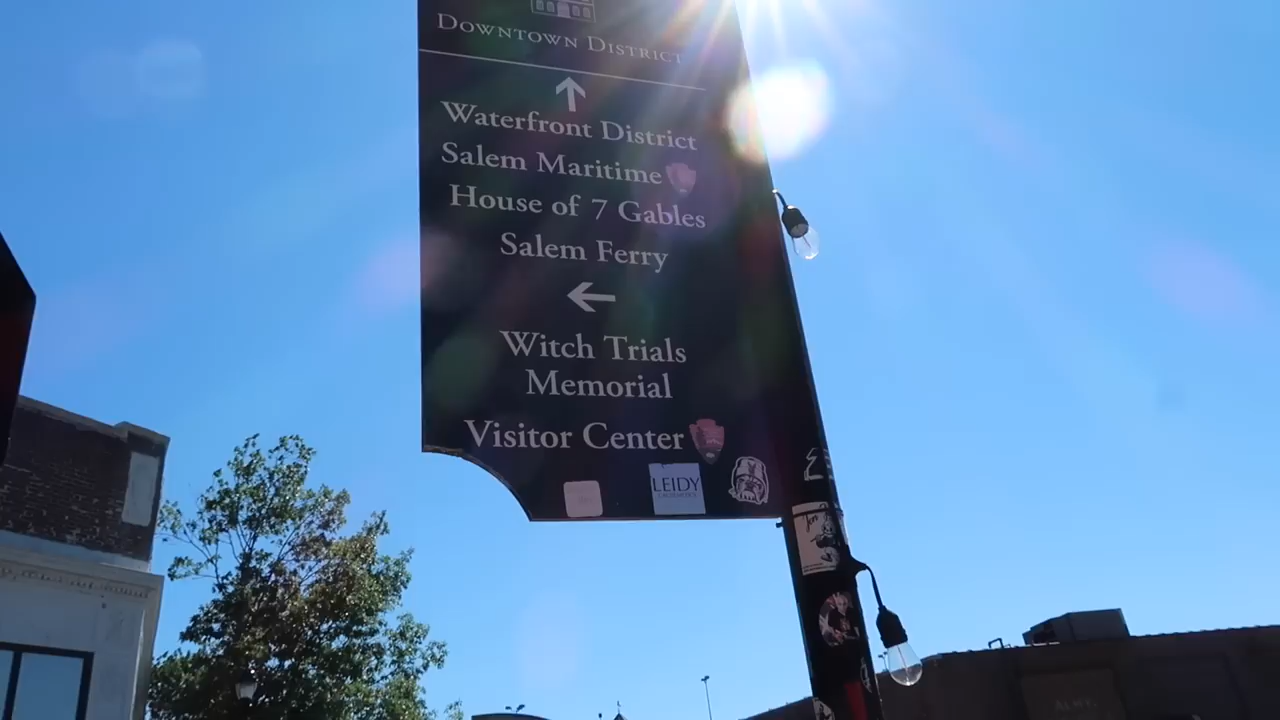 Downtown District
Waterfront District
Salem Maritime
House of 7 Gables
Salem Ferry
Witch Trials
Memorial
Visitor Center
LEIDY